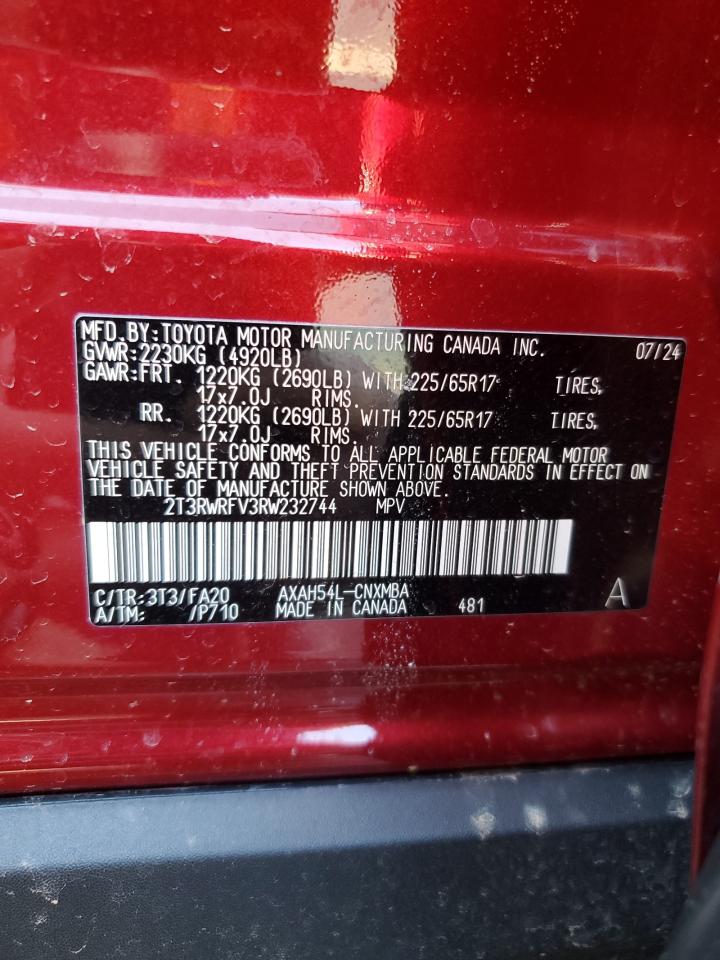 MFD.BY:TOYOTA MOTOR MANUFACTURING CANADA INC. 07/24
GVWR:2230KG (4920LB)
GAWR:FRT. 1220KG (2690LB) WITH 225/65R17 TIRES,
17x7.0J RIMS.
RR. 1220KG (2690LB) WITH 225/65R17 TIRES,
17x7.0J RIMS.
THIS VEHICLE CONFORMS TO ALL APPLICABLE FEDERAL MOTOR
VEHICLE SAFETY AND THEFT PREVENTION STANDARDS IN EFFECT ON
THE DATE OF MANUFACTURE SHOWN ABOVE.
2T3RWRFV3RW232744 MPV
C/TR:3T3/FA20 AXAH54L-CNXMBA
A/TM: /P710 MADE IN CANADA 481 A